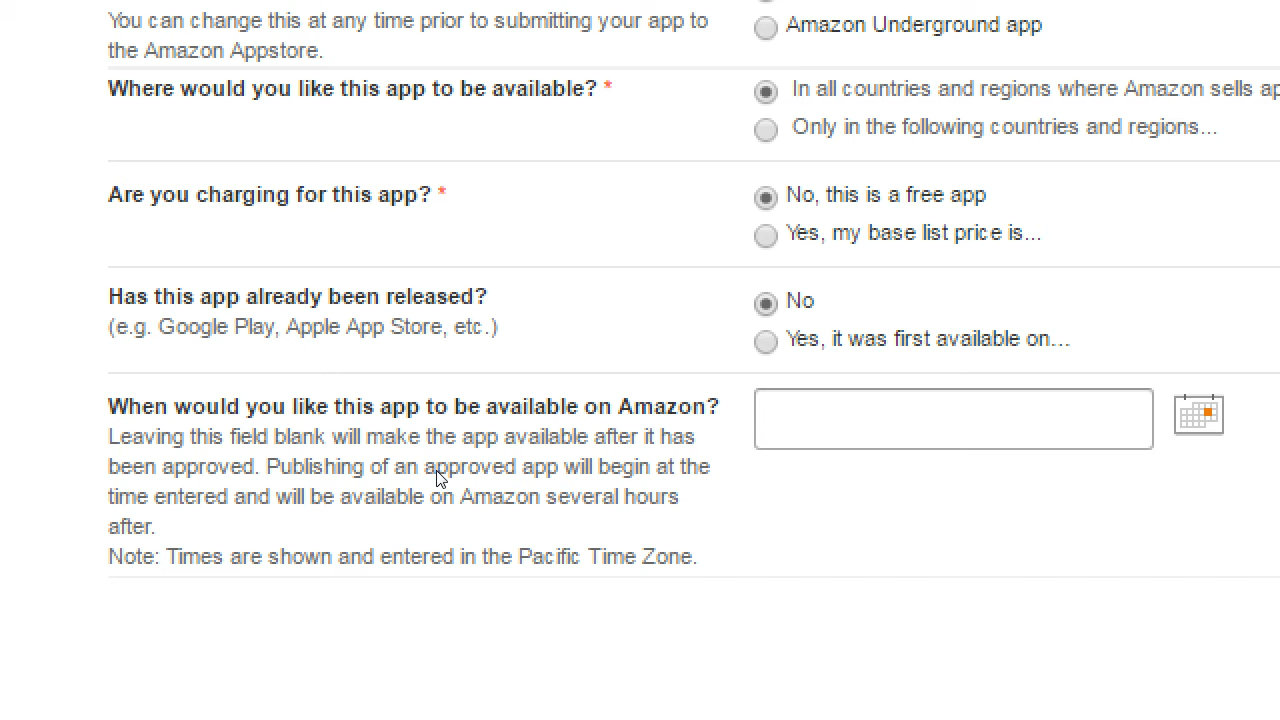 You can change this at any time prior to submitting your app to
the Amazon Appstore.
Amazon Underground app
Where would you like this app to be available? *
In all countries and regions where Amazon sells ap
Only in the following countries and regions...
Are you charging for this app? *
No, this is a free app
Yes, my base list price is...
Has this app already been released?
(e.g. Google Play, Apple App Store, etc.)
No
Yes, it was first available on...
When would you like this app to be available on Amazon?
Leaving this field blank will make the app available after it has
been approved. Publishing of an approved app will begin at the
time entered and will be available on Amazon several hours
after.
Note: Times are shown and entered in the Pacific Time Zone.